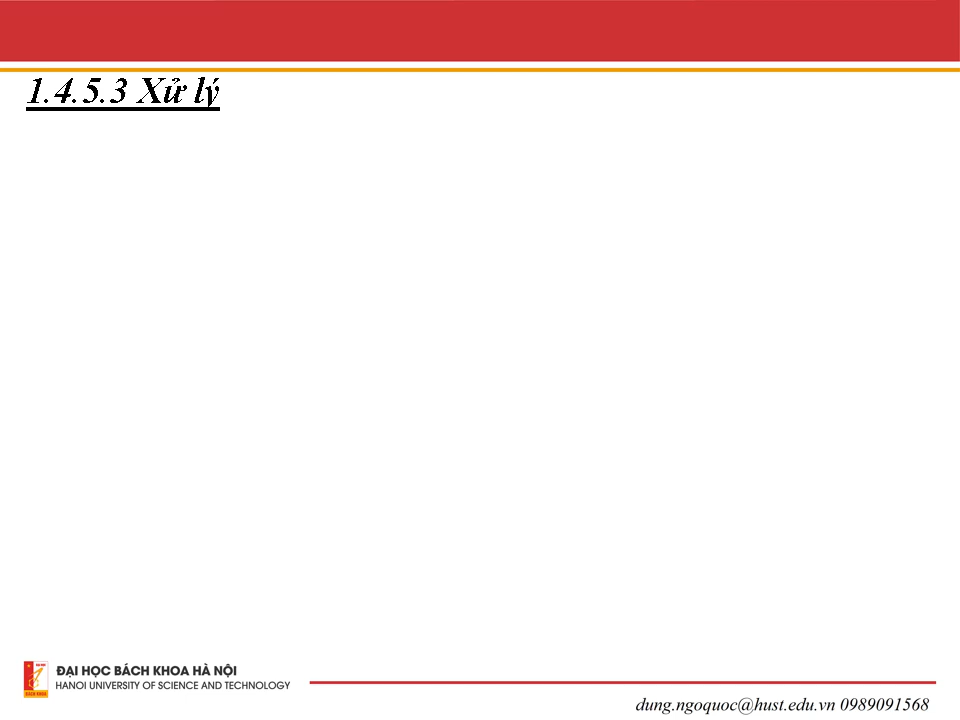 1.4.5.3 Xử lý
ĐẠI HỌC BÁCH KHOA HÀ NỘI
HANOI UNIVERSITY OF SCIENCE AND TECHNOLOGY
dung.ngoquoc@hust.edu.vn 0989091568